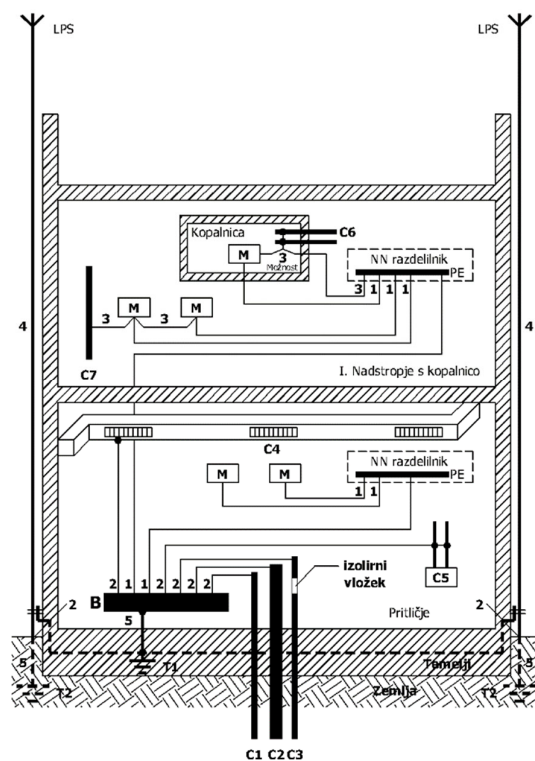 LPS LPS
Kopalnica C6
M 3
Možnost
NN razdelilnik
PE
3 1 1 1
M M
3 3
4 4
C7
I. Nadstropje s kopalnico
C4
NN razdelilnik
M M
PE
1 1
izolirni
vložek
C5
2 1 1 2 2 2 2
B
2 2
5
Pritličje
5 5
T1 Temelji
T2 Zemlja T2
C1 C2 C3